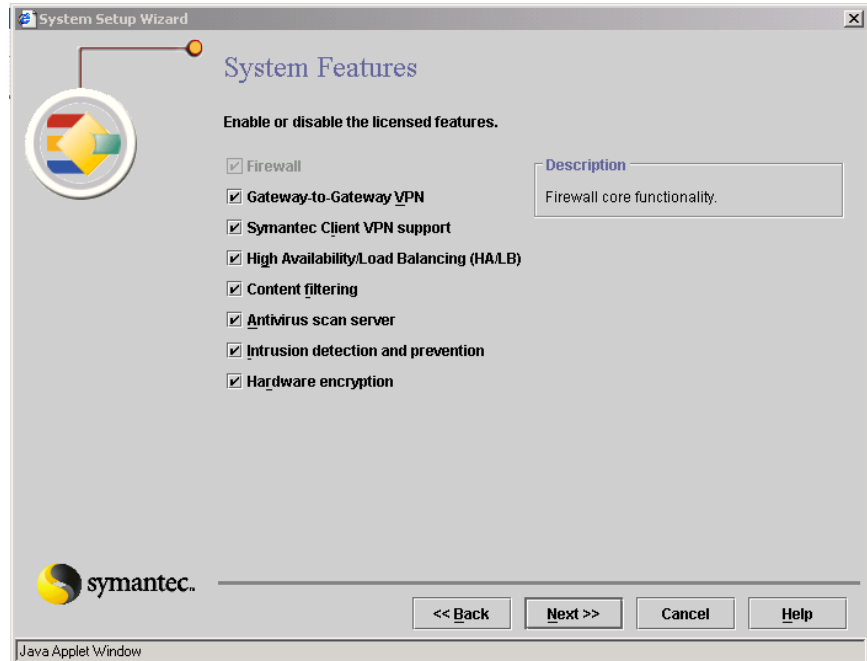 System Setup Wizard
System Features
Enable or disable the licensed features.
Firewall
Gateway-to-Gateway VPN
Symantec Client VPN support
High Availability/Load Balancing (HA/LB)
Content filtering
Antivirus scan server
Intrusion detection and prevention
Hardware encryption
Description
Firewall core functionality.
symantec™
<< Back
Next >>
Cancel
Help
Java Applet Window